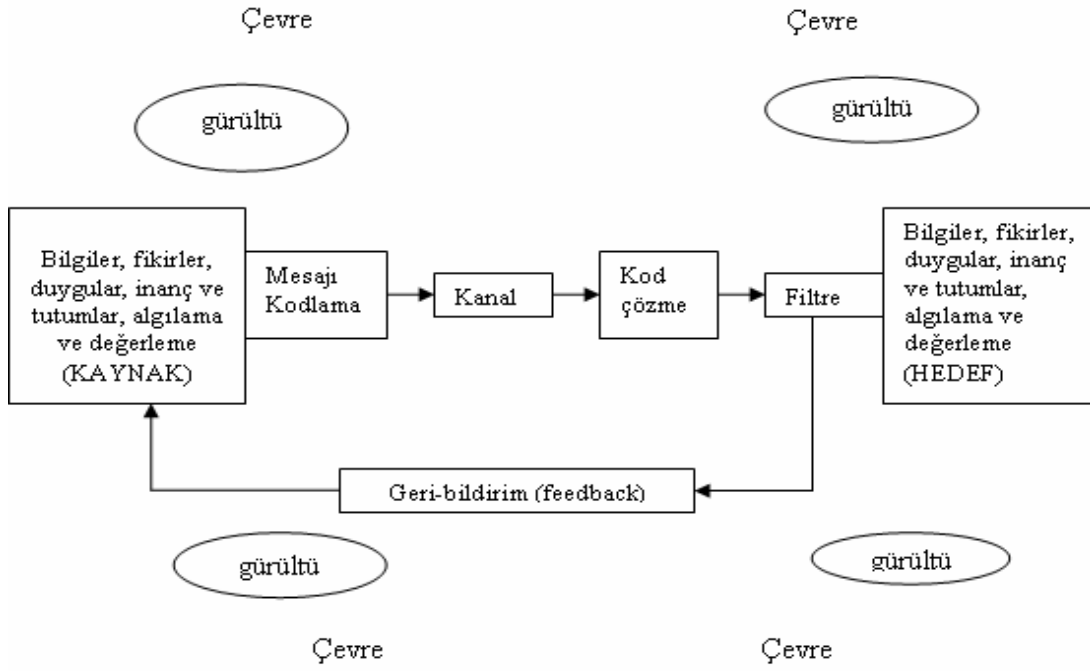 Çevre
Çevre
gürültü
gürültü
Bilgiler, fikirler,
duygular, inanç ve
tutumlar, algılama
ve değerleme
(KAYNAK)
Mesajı
Kodlama
Kanal
Kod
çözme
Filtre
Bilgiler, fikirler,
duygular, inanç
ve tutumlar,
algılama ve
değerleme
(HEDEF)
Geri-bildirim (feedback)
gürültü
gürültü
Çevre
Çevre